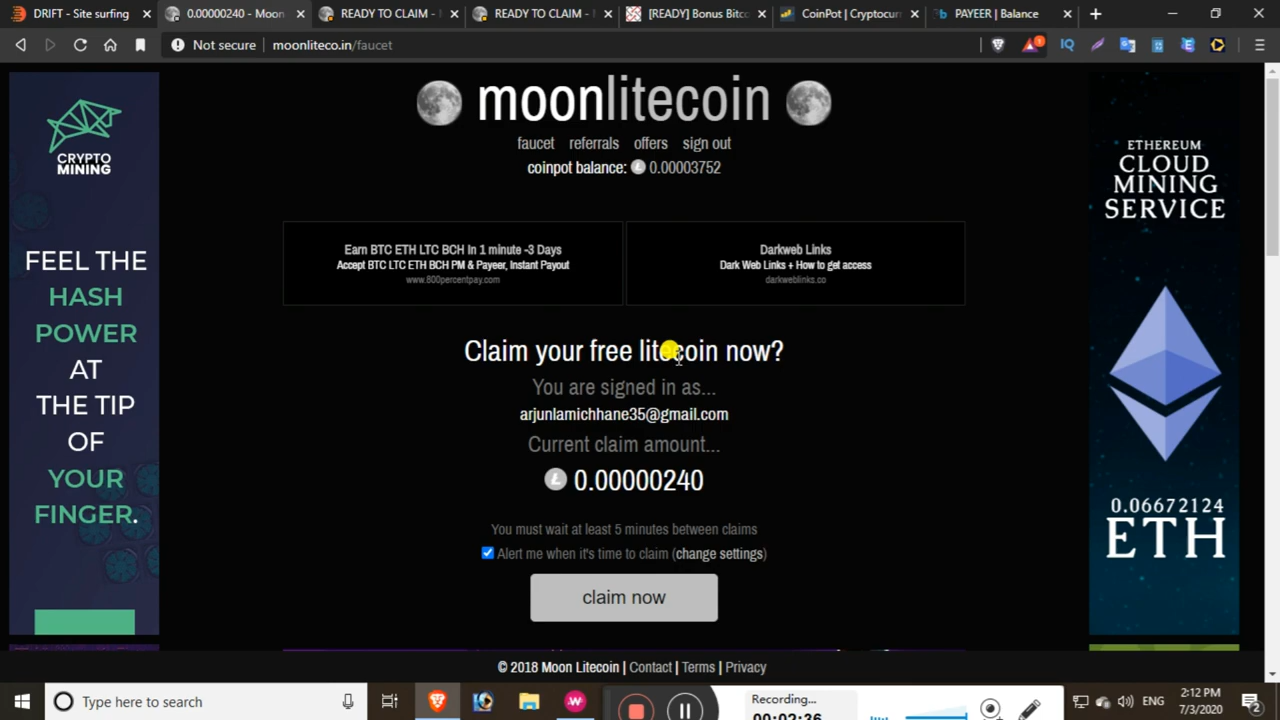 DRIFT - Site surfing
0.00000240 - Moon
READY TO CLAIM -
READY TO CLAIM -
[READY] Bonus Bitco
CoinPot | Cryptocurr
PAYEER | Balance
Not secure
moonliteco.in/faucet
IQ
moonlitecoin
faucet referrals offers sign out
coinpot balance: 0.00003752
CRYPTO
MINING
FEEL THE
HASH
POWER
AT
THE TIP
OF
YOUR
FINGER.
Earn BTC ETH LTC BCH In 1 minute -3 Days
Accept BTC LTC ETH BCH PM & Payeer, Instant Payout
www.800percentpay.com
Darkweb Links
Dark Web Links + How to get access
darkweblinks.co
Claim your free litecoin now?
You are signed in as...
arjunlamichhane35@gmail.com
Current claim amount...
0.00000240
You must wait at least 5 minutes between claims
Alert me when it's time to claim (change settings)
claim now
ETHEREUM
CLOUD
MINING
SERVICE
0.06672124
ETH
© 2018 Moon Litecoin | Contact | Terms | Privacy
Type here to search
Recording...
00:02:36
ENG
2:12 PM
7/3/2020
2